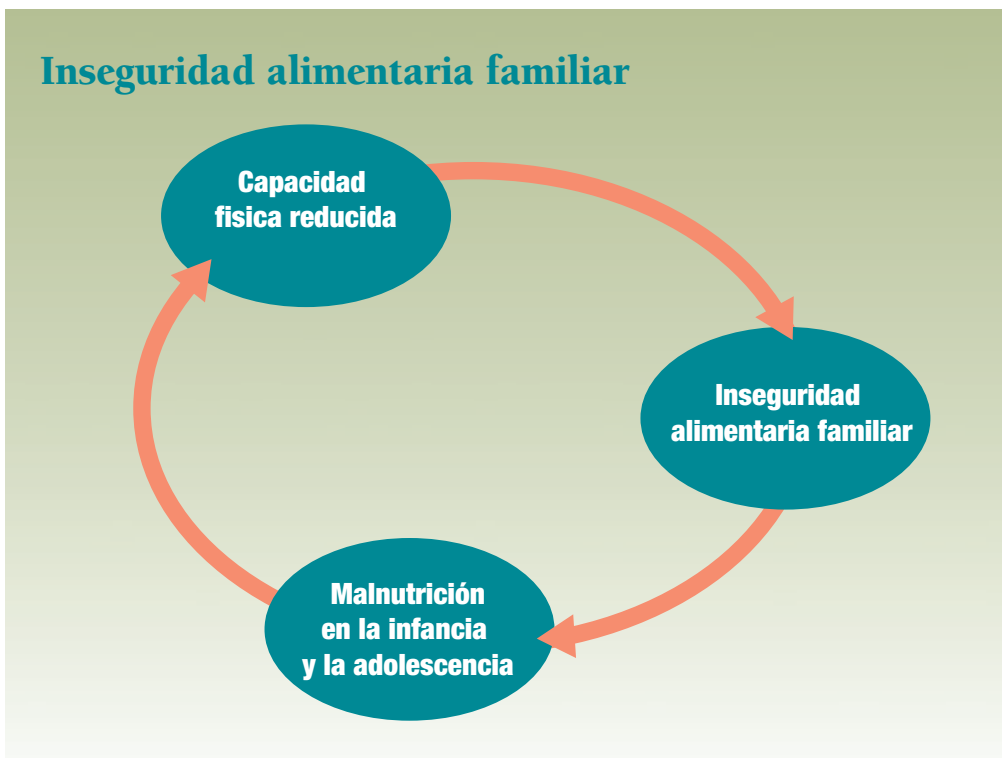 Inseguridad alimentaria familiar
Capacidad
fisica reducida
Inseguridad
alimentaria familiar
Malnutrición
en la infancia
y la adolescencia